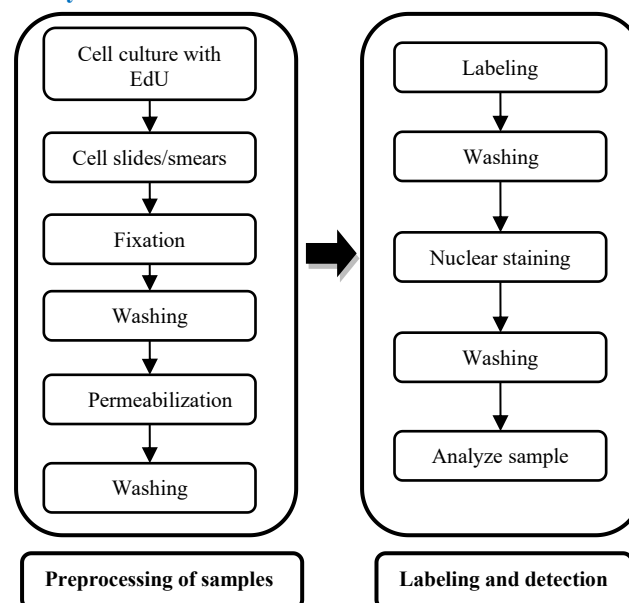 Cell culture with
EdU
Cell slides/smears
Fixation
Washing
Permeabilization
Washing
Preprocessing of samples
Labeling
Washing
Nuclear staining
Washing
Analyze sample
Labeling and detection